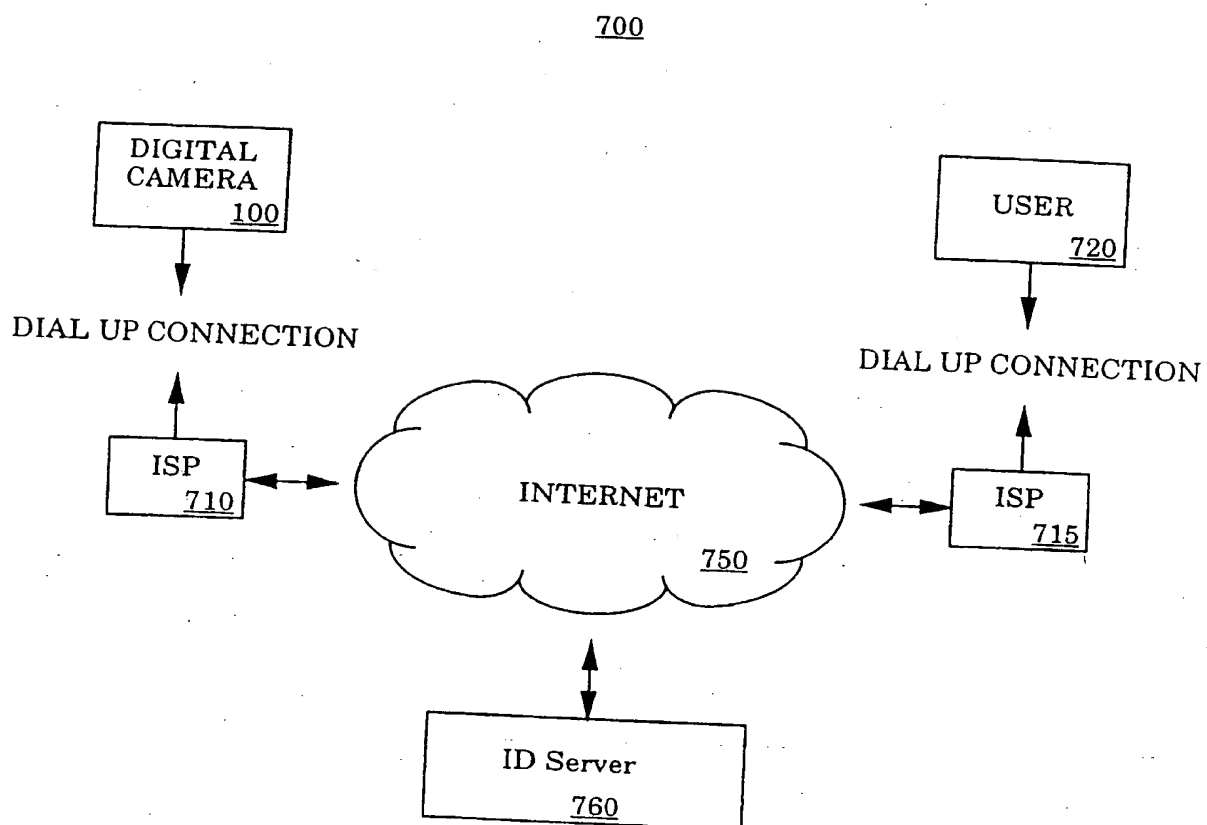 700
DIGITAL
CAMERA
100
DIAL UP CONNECTION
ISP
710
USER
720
DIAL UP CONNECTION
ISP
715
INTERNET
750
ID Server
760